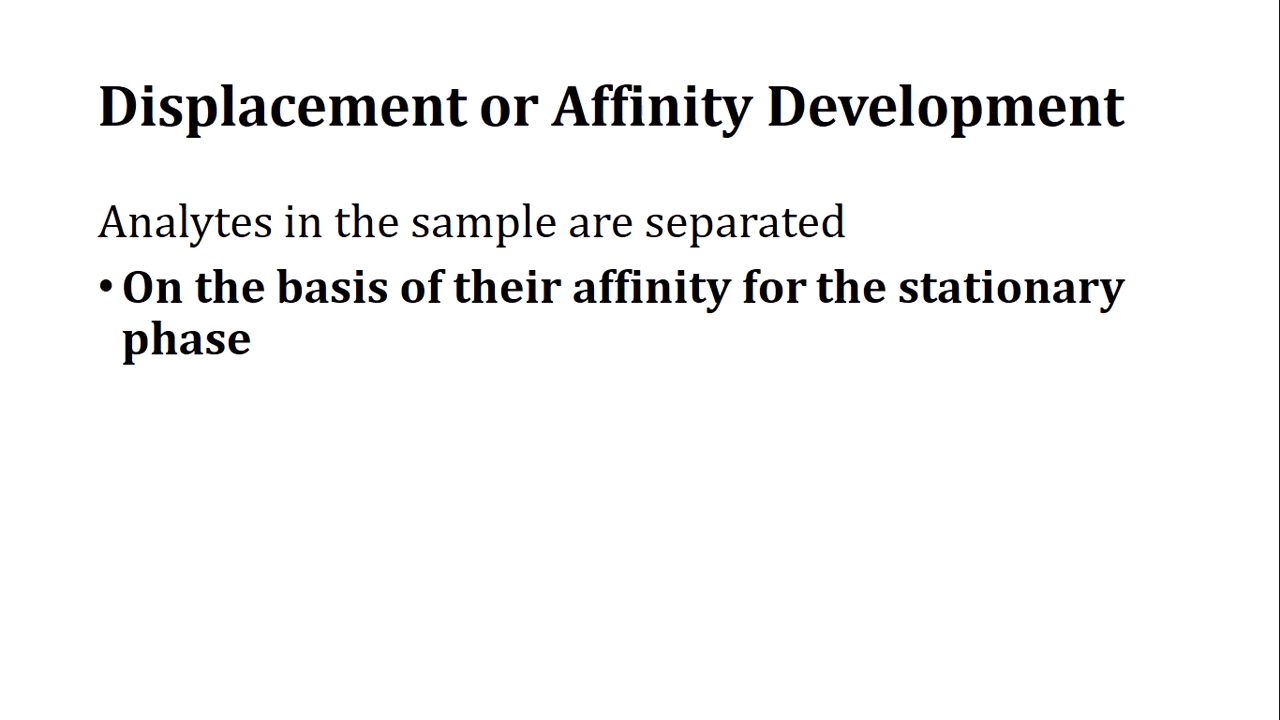 Displacement or Affinity Development
Analytes in the sample are separated
• On the basis of their affinity for the stationary
phase